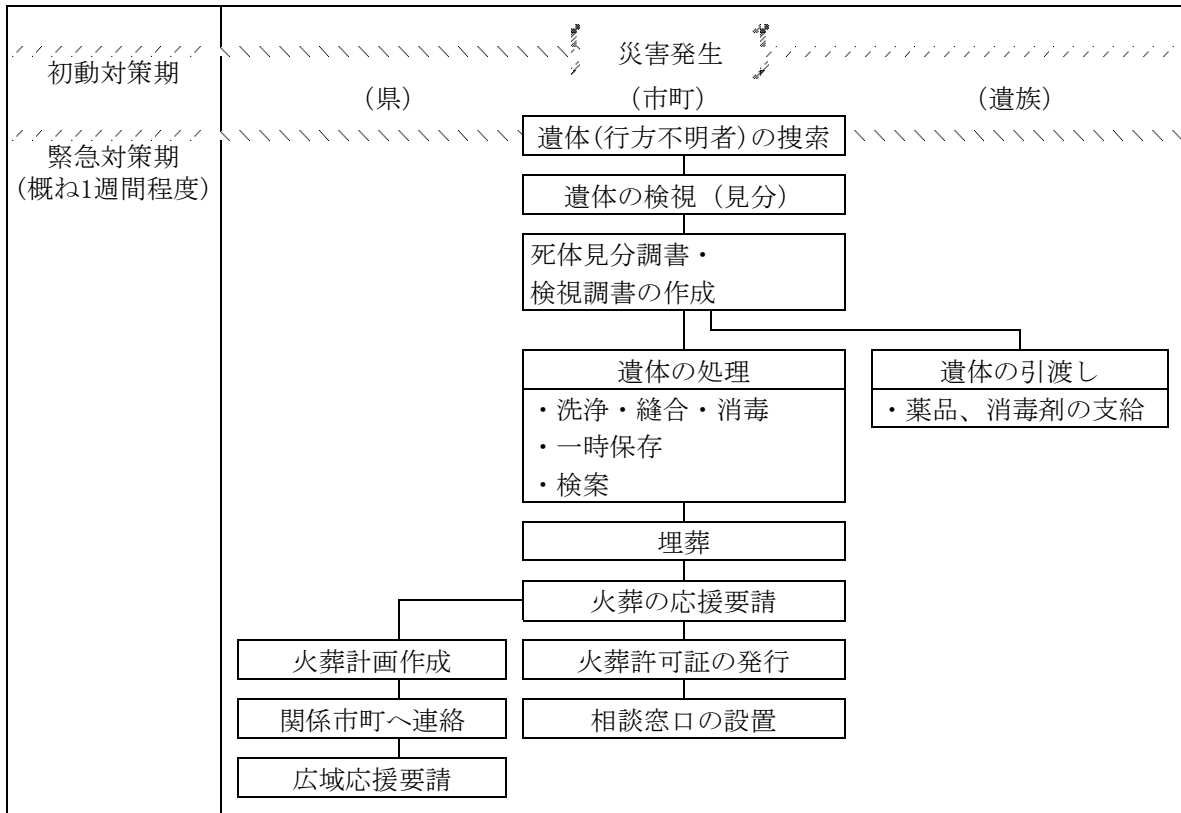 災害発生
初動対策期
(県)
(市町)
(遺族)
緊急対策期
(概ね1週間程度)
遺体(行方不明者)の捜索
遺体の検視(見分)
死体見分調書・
検視調書の作成
遺体の処理
・洗浄・縫合・消毒
・一時保存
・検案
遺体の引渡し
・薬品、消毒剤の支給
埋葬
火葬の応援要請
火葬計画作成
火葬許可証の発行
関係市町へ連絡
相談窓口の設置
広域応援要請